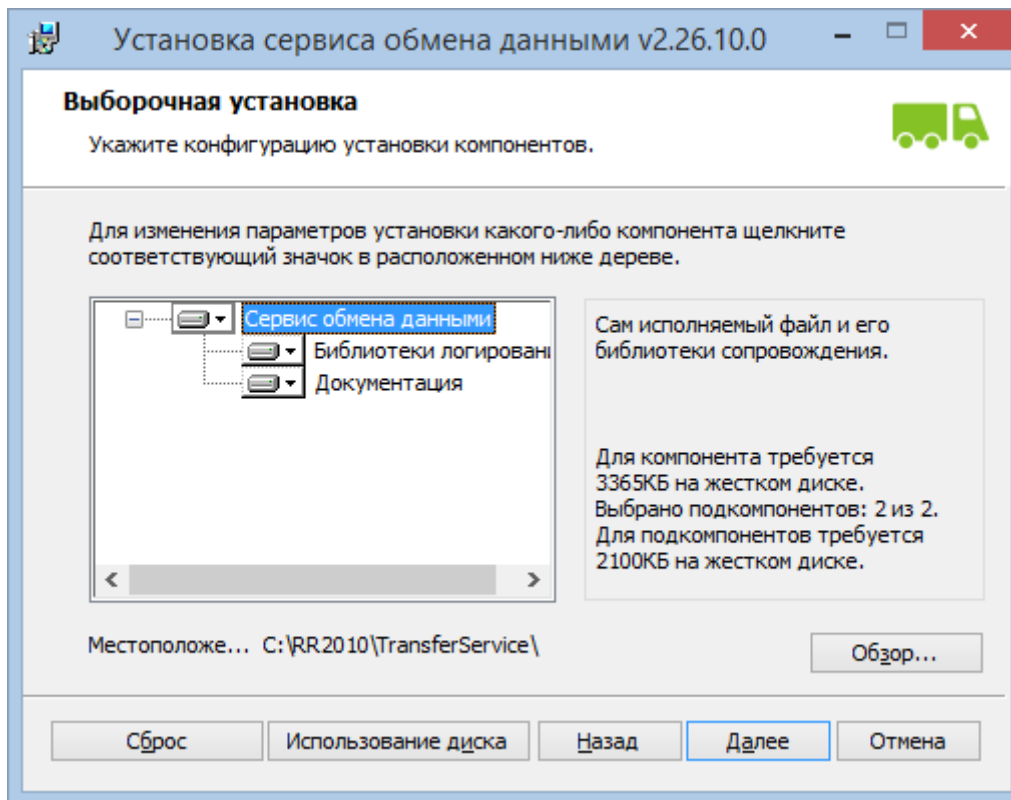 Установка сервиса обмена данными v2.26.10.0
Выборочная установка
Укажите конфигурацию установки компонентов.
Для изменения параметров установки какого-либо компонента щелкните
соответствующий значок в расположенном ниже дереве.
Сервис обмена данными
Библиотеки логирован
Документация
Сам исполняемый файл и его
библиотеки сопровождения.
Для компонента требуется
3365КБ на жестком диске.
Выбрано подкомпонентов: 2 из 2.
Для подкомпонентов требуется
2100КБ на жестком диске.
Местоположе... C:\RR2010\TransferService\
Обзор...
Сброс Использование диска Назад Далее Отмена